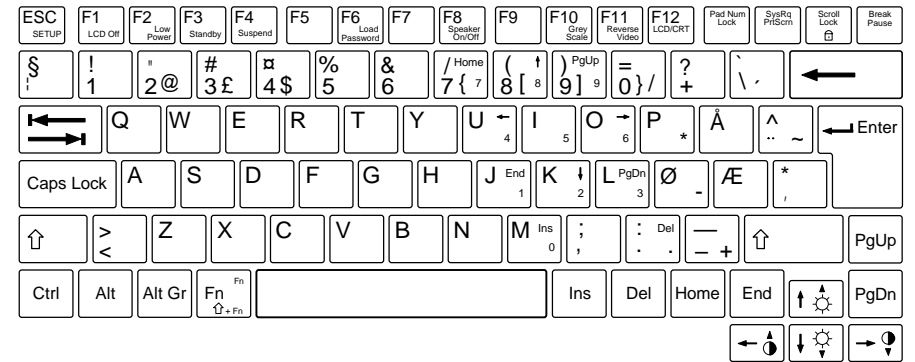 ESC F1 F2 F3 F4 F5 F6 F7 F8 F9 F10 F11 F12 Pad Num SysRq Scroll Break
SETUP LCD Off Low Power Standby Suspend Load Password Speaker On/Off Grey Scale Reverse Video LCD/CRT Lock PrtScrn Lock Pause
§ ! " # ¤ % & / Home ( ↑ ) PgUp = ? ` ←
¦ 1 2 @ 3 £ 4 $ 5 6 7 { 7 8 [ 8 9 ] 9 0 } / + \ ´
Q W E R T Y U ← I O → P Å ^ Enter
4 5 6 * ¨ ~
Caps Lock A S D F G H J End K ↓ L PgDn Ø Æ *
1 2 3 - ,
⇧ > Z X C V B N M Ins ; : Del — ⇧ PgUp
< 0 , . . – +
Ctrl Alt Alt Gr Fn Fn Ins Del Home End ↑ PgDn
⇧ + Fn
← ↓ →